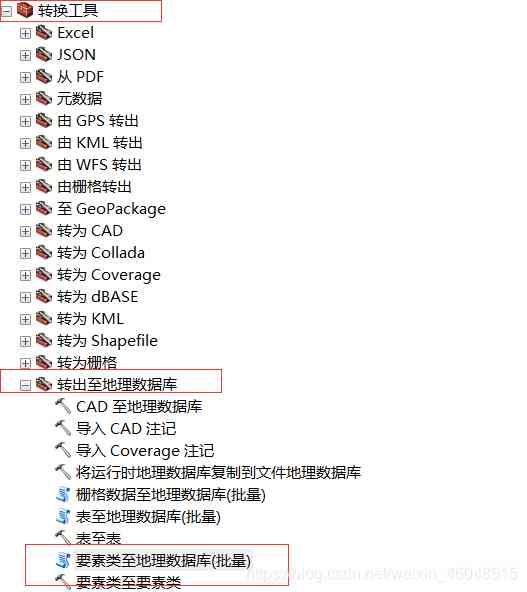 转换工具
Excel
JSON
从 PDF
元数据
由 GPS 转出
由 KML 转出
由 WFS 转出
由栅格转出
至 GeoPackage
转为 CAD
转为 Collada
转为 Coverage
转为 dBASE
转为 KML
转为 Shapefile
转为栅格
转出至地理数据库
CAD 至地理数据库
导入 CAD 注记
导入 Coverage 注记
将运行时地理数据库复制到文件地理数据库
栅格数据至地理数据库(批量)
表至地理数据库(批量)
表至表
要素类至地理数据库(批量)
要素类至要素类
https://blog.csdn.net/weixin_46048515